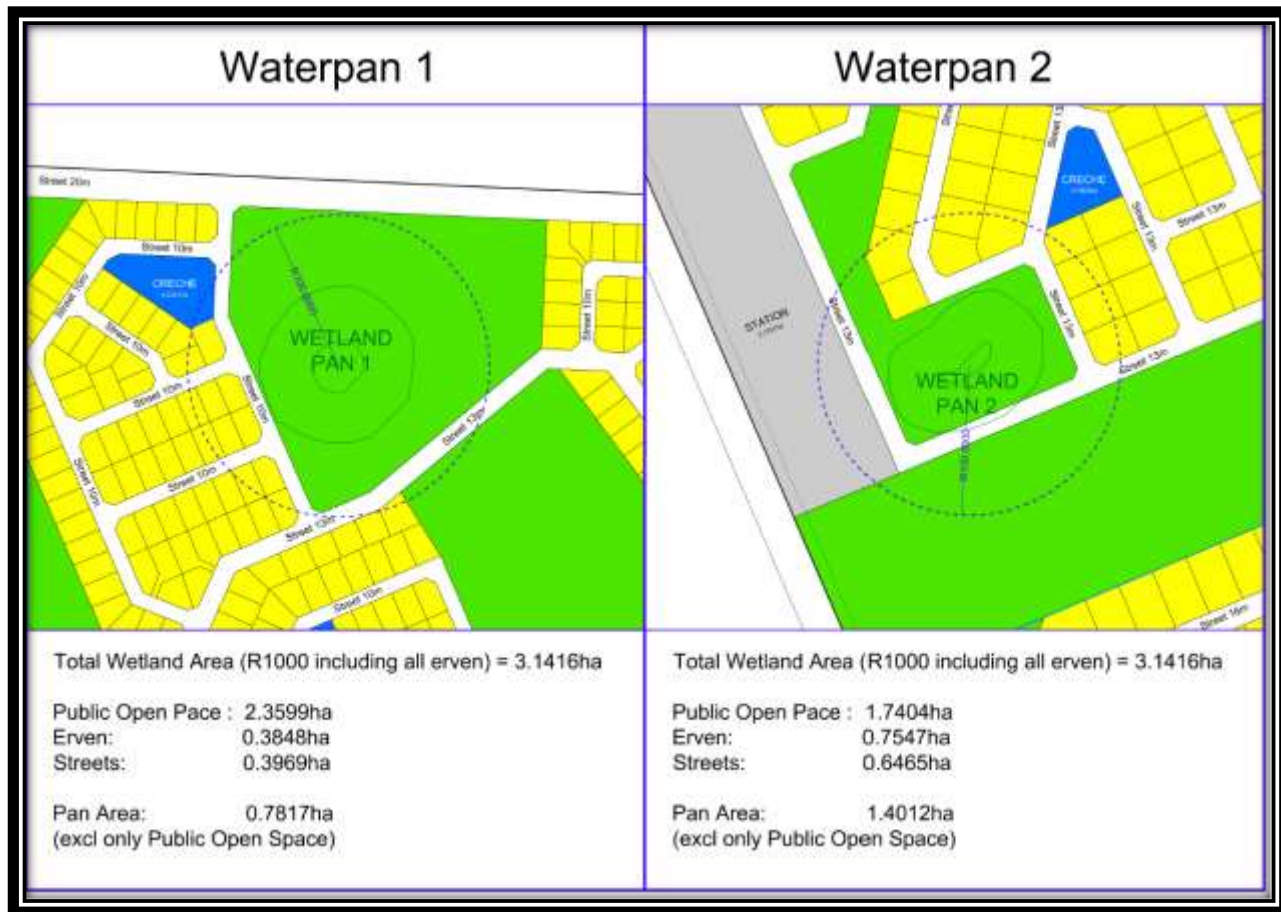 Waterpan 1
Street 20m
Street 10m
CRECHE
Street 10m
Street 10m
Street 10m
WETLAND
PAN 1
Street 10m
Street 10m
Street 10m
Street 13m
Street 10m
Street 10m
Street 13m
Street 10m
Total Wetland Area (R1000 including all erven) = 3.1416ha
Public Open Pace : 2.3599ha
Erven: 0.3848ha
Streets: 0.3969ha
Pan Area: 0.7817ha
(excl only Public Open Space)
Waterpan 2
CRECHE
Street 13m
Street 13m
STATION
Street 13m
Street 13m
WETLAND
PAN 2
Street 13m
Street 16m
Total Wetland Area (R1000 including all erven) = 3.1416ha
Public Open Pace : 1.7404ha
Erven: 0.7547ha
Streets: 0.6465ha
Pan Area: 1.4012ha
(excl only Public Open Space)